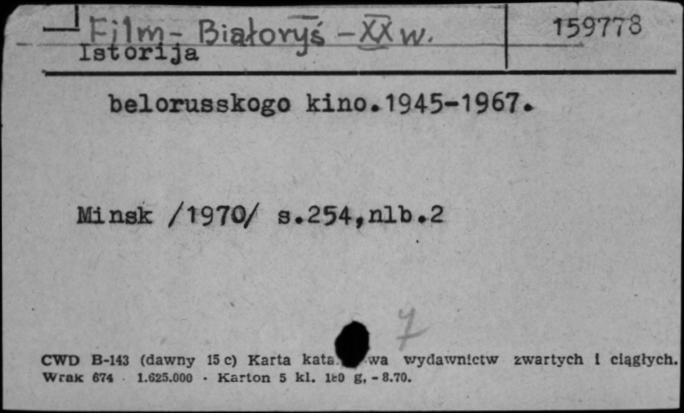 Film - Białoryś - XX w. 159778
Istorija
belorusskogo kino.1945-1967.
Minsk /1970/ s.254,nlb.2
7
CWD B-143 (dawny 15 c) Karta kata wa wydawnictw zwartych i ciągłych.
Wrak 674 1.625.000 - Karton 5 kl. 180 g. - 8.70.